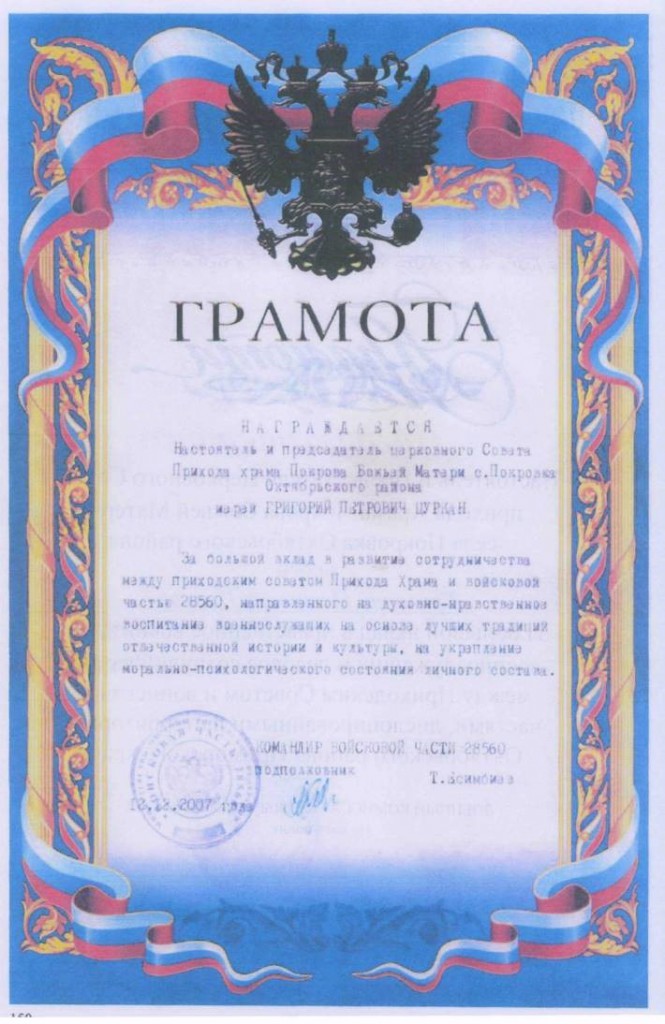 ГРАМОТА
НАГРАЖДАЕТСЯ
Настоятель и председатель церковного Совета
Прихода храма Покрова Божьей Матери с.Покровка
Октябрьского района
иерей ГРИГОРИЙ ПЕТРОВИЧ ЦУРКАН
За большой вклад в развитие сотрудничества
между приходским советом Прихода Храма и войсковой
частью 28560, направленного на духовно-нравственное
воспитание военнослужащих на основе лучших традиций
отечественной истории и культуры, на укрепление
морально-психологического состояния личного состава.
КОМАНДИР ВОЙСКОВОЙ ЧАСТИ 28560
подполковник Т.Есимбиев
12.12.2007 года